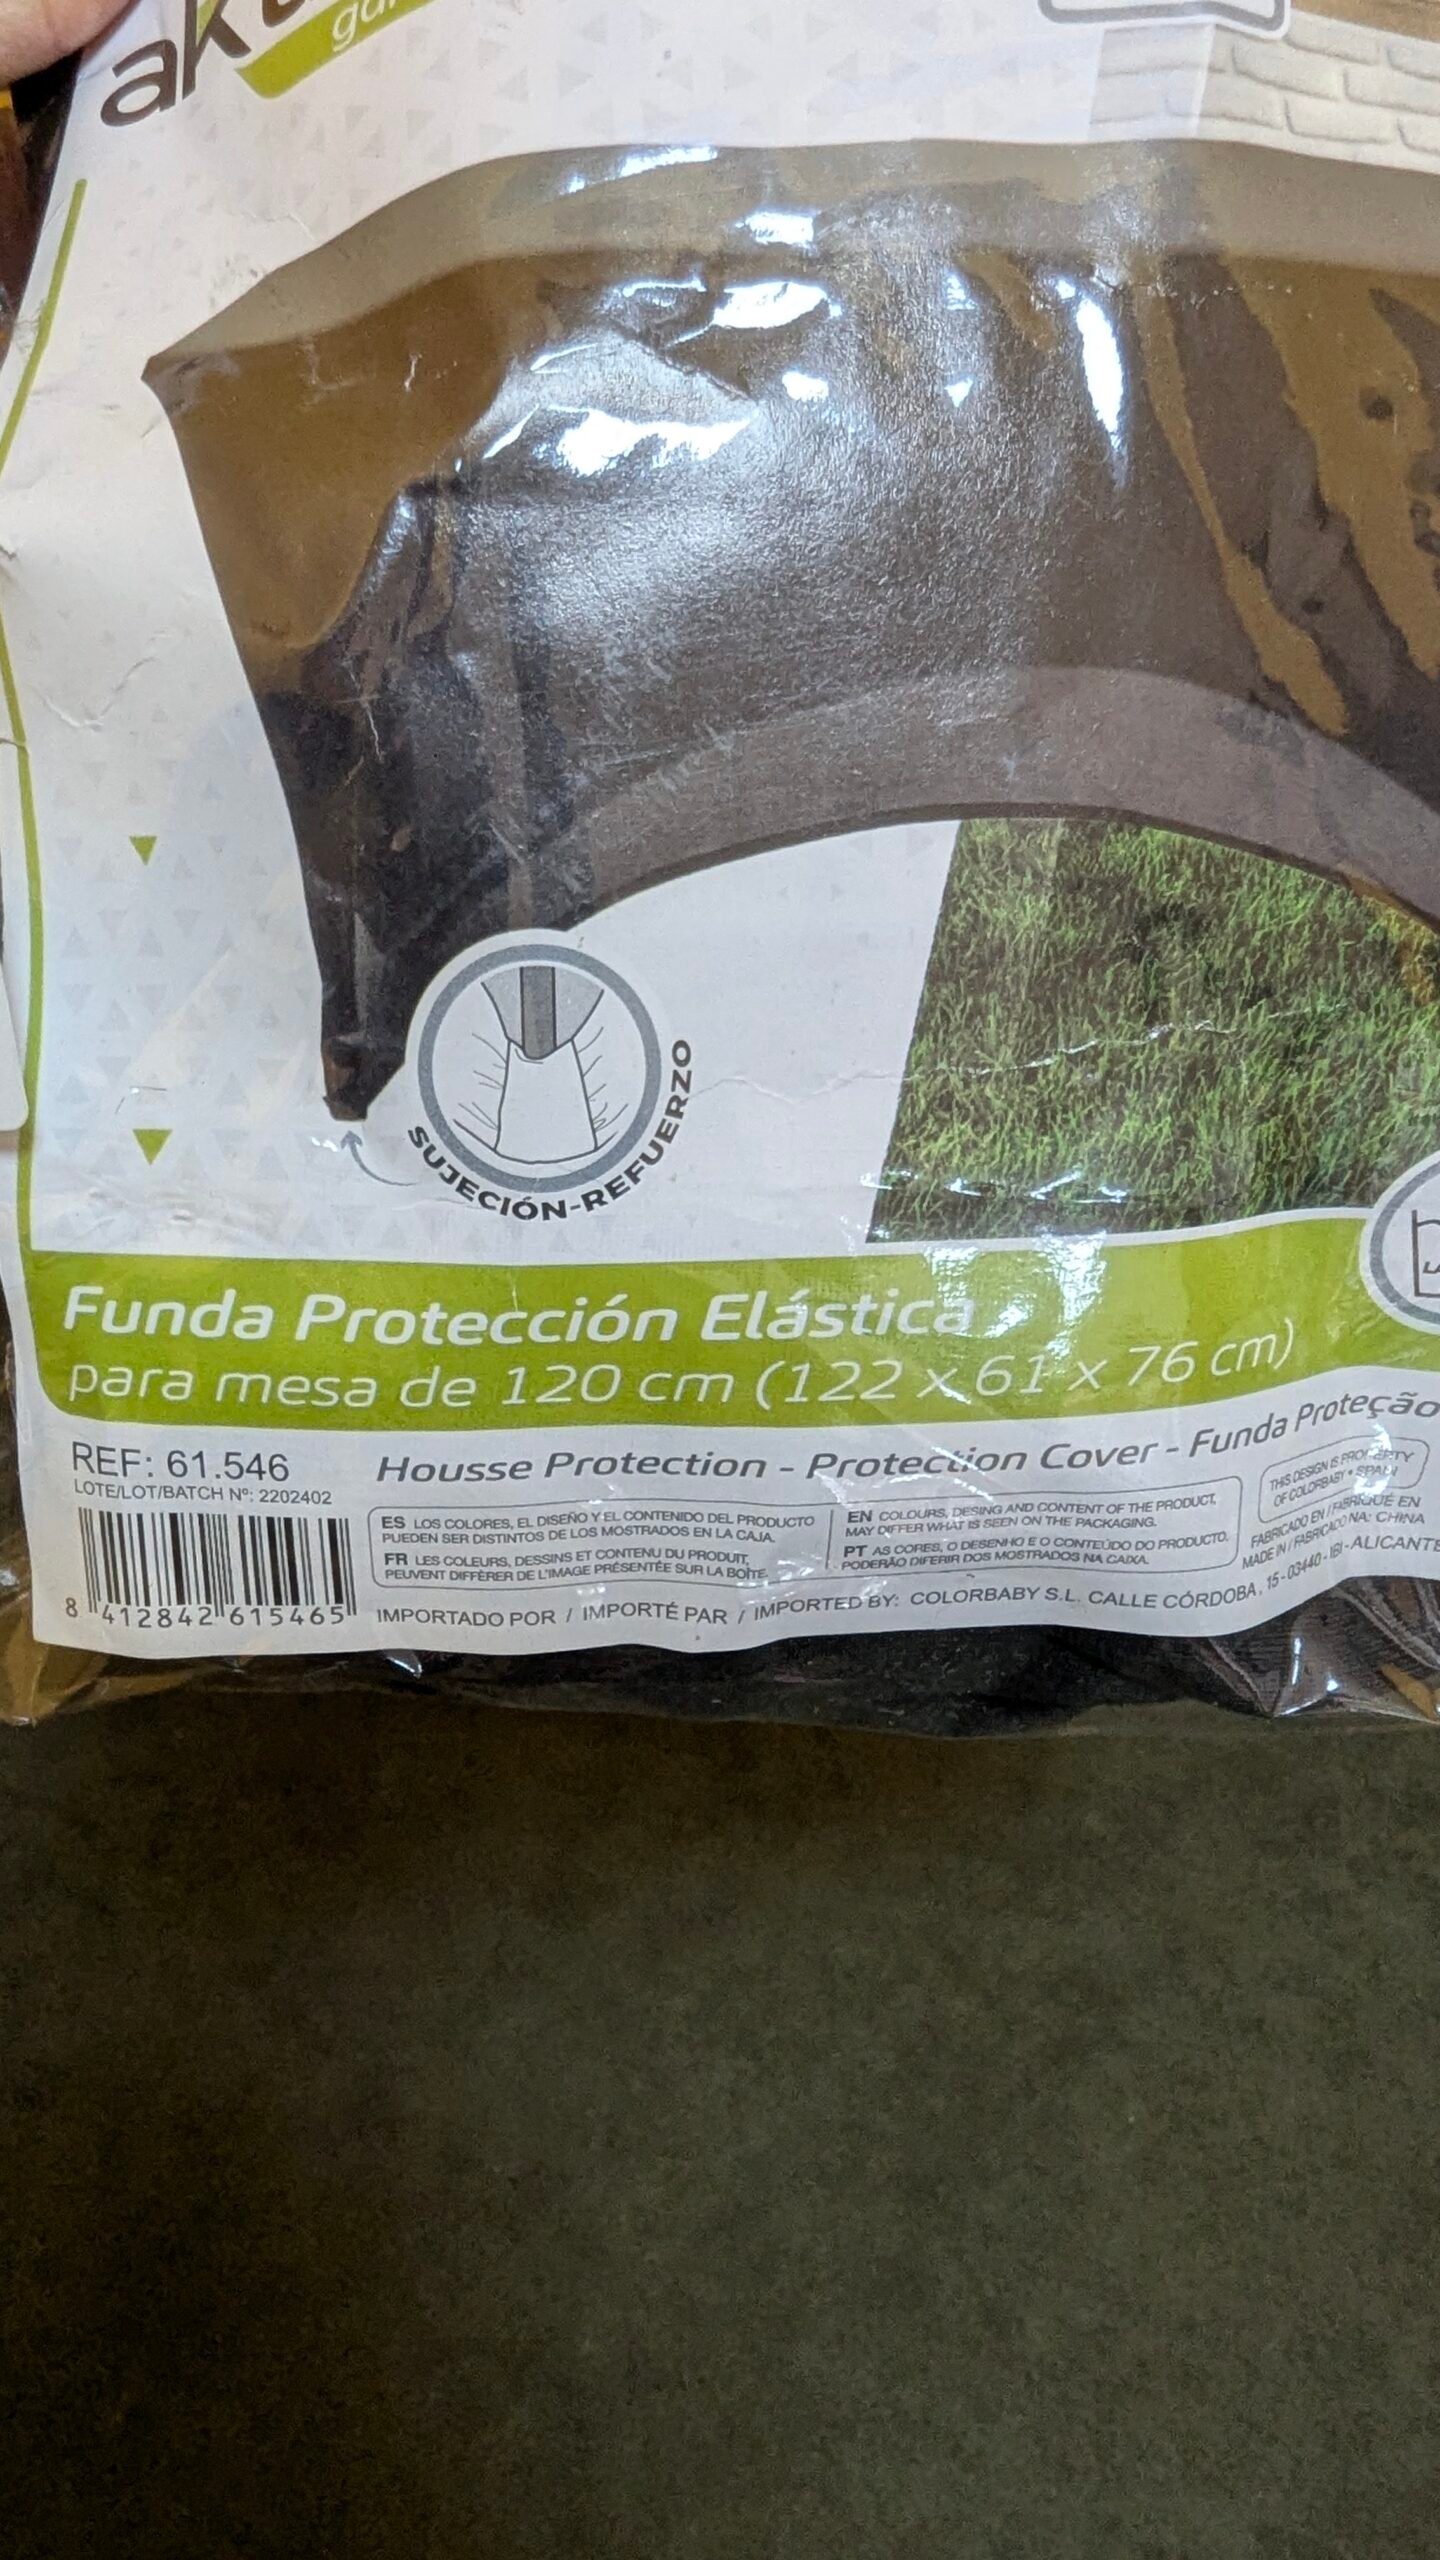 Funda Protección Elástica
para mesa de 120 cm (122 x 61 x 76 cm)
SUJECIÓN-REFUERZO
REF: 61.546
LOTE/LOT/BATCH Nº: 2202402
8 412842 615465
Housse Protection - Protection Cover - Funda Proteção
ES LOS COLORES, EL DISEÑO Y EL CONTENIDO DEL PRODUCTO
PUEDEN SER DISTINTOS DE LOS MOSTRADOS EN LA CAJA.
FR LES COULEURS, DESSINS ET CONTENU DU PRODUIT,
PEUVENT DIFFÈRER DE L'IMAGE PRÉSENTÉE SUR LA BOÎTE.
EN COLOURS, DESING AND CONTENT OF THE PRODUCT,
MAY DIFFER WHAT IS SEEN ON THE PACKAGING.
PT AS CORES, O DESENHO E O CONTEÚDO DO PRODUCTO.
PODERÃO DIFERIR DOS MOSTRADOS NA CAIXA.
THIS DESIGN IS PROPERTY
OF COLORBABY • SPAIN
FABRICADO EN / FABRIQUÉ EN
MADE IN / FABRICADO NA: CHINA
IMPORTADO POR / IMPORTÉ PAR / IMPORTED BY: COLORBABY S.L. CALLE CÓRDOBA, 15 - 03440 - IBI - ALICANTE